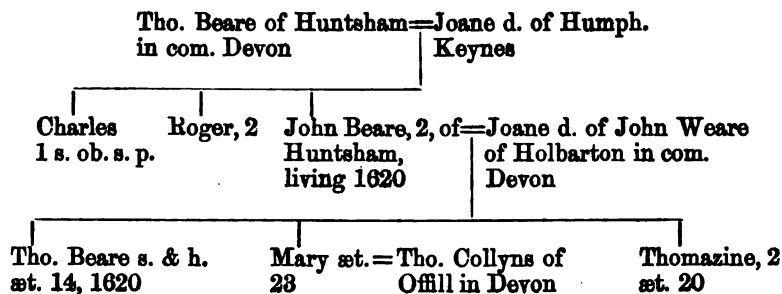 Tho. Beare of Huntsham=Joane d. of Humph.
in com. Devon Keynes
Charles Roger, 2 John Beare, 2, of=Joane d. of John Weare
1 s. ob. s. p. Huntsham, of Holbarton in com.
living 1620 Devon
Tho. Beare s. & h. Mary æt.=Tho. Collyns of Thomazine, 2
æt. 14, 1620 23 Offill in Devon æt. 20